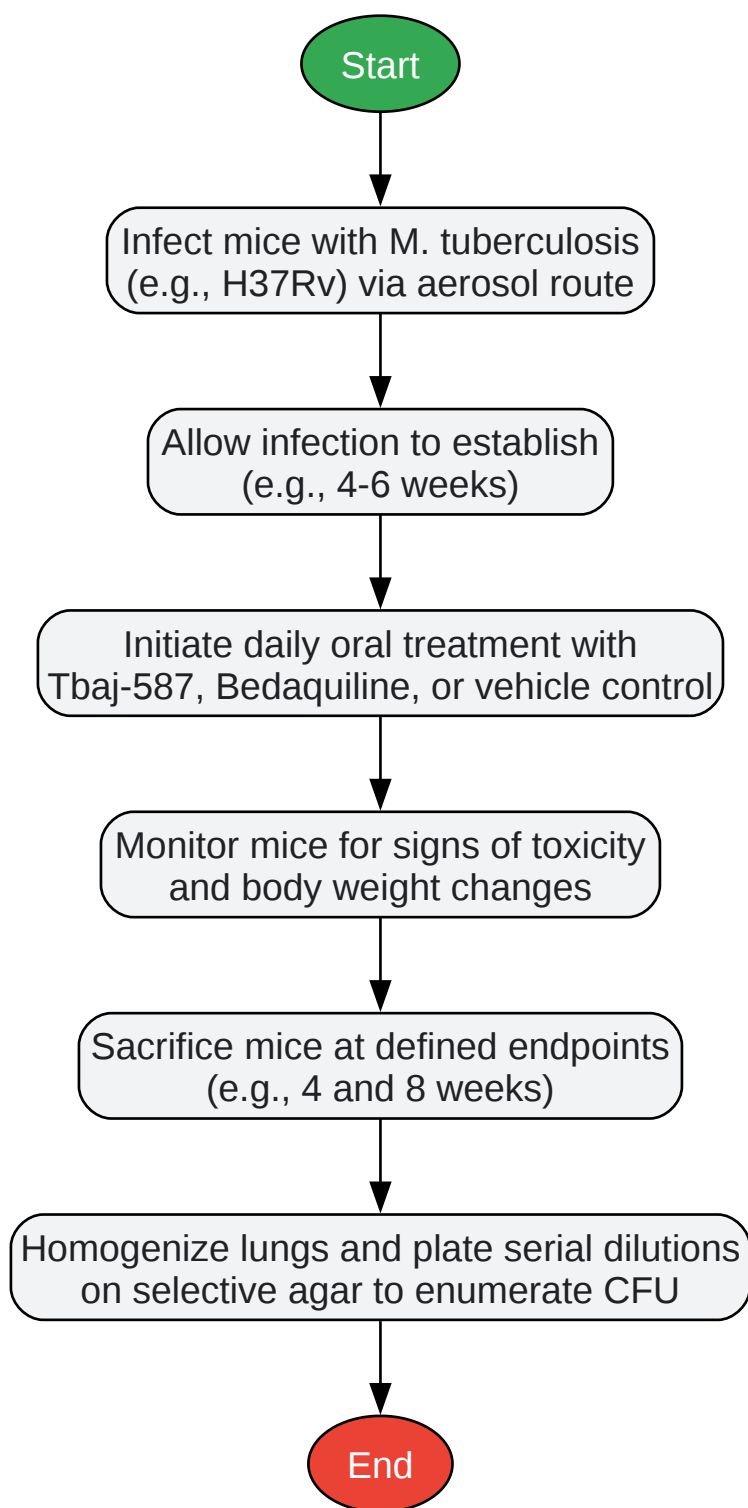 Start
Infect mice with M. tuberculosis
(e.g., H37Rv) via aerosol route
Allow infection to establish
(e.g., 4-6 weeks)
Initiate daily oral treatment with
Tbaj-587, Bedaquiline, or vehicle control
Monitor mice for signs of toxicity
and body weight changes
Sacrifice mice at defined endpoints
(e.g., 4 and 8 weeks)
Homogenize lungs and plate serial dilutions
on selective agar to enumerate CFU
End